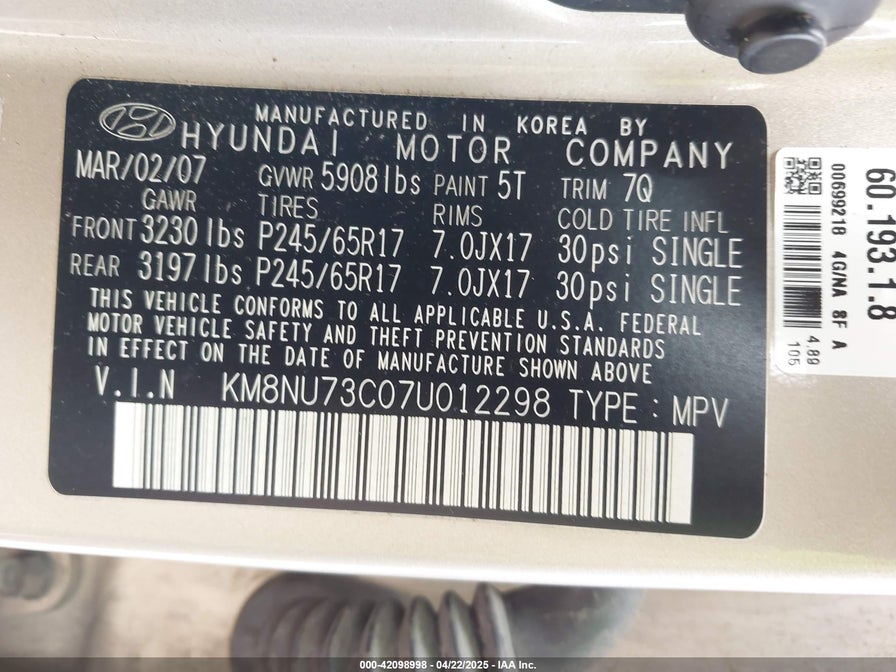 MANUFACTURED IN KOREA BY
HYUNDAI MOTOR COMPANY
MAR/02/07 GVWR 5908lbs PAINT 5T TRIM 7Q
GAWR TIRES RIMS COLD TIRE INFL
FRONT 3230 lbs P245/65R17 7.0JX17 30psi SINGLE
REAR 3197 lbs P245/65R17 7.0JX17 30psi SINGLE
THIS VEHICLE CONFORMS TO ALL APPLICABLE U.S.A. FEDERAL
MOTOR VEHICLE SAFETY AND THEFT PREVENTION STANDARDS
IN EFFECT ON THE DATE OF MANUFACTURE SHOWN ABOVE
V.I.N KM8NU73C07U012298 TYPE : MPV
60.193.1.8
00699218 4G/NA 8F A
4.89
105
000-42098998 - 04/22/2025 - IAA Inc.